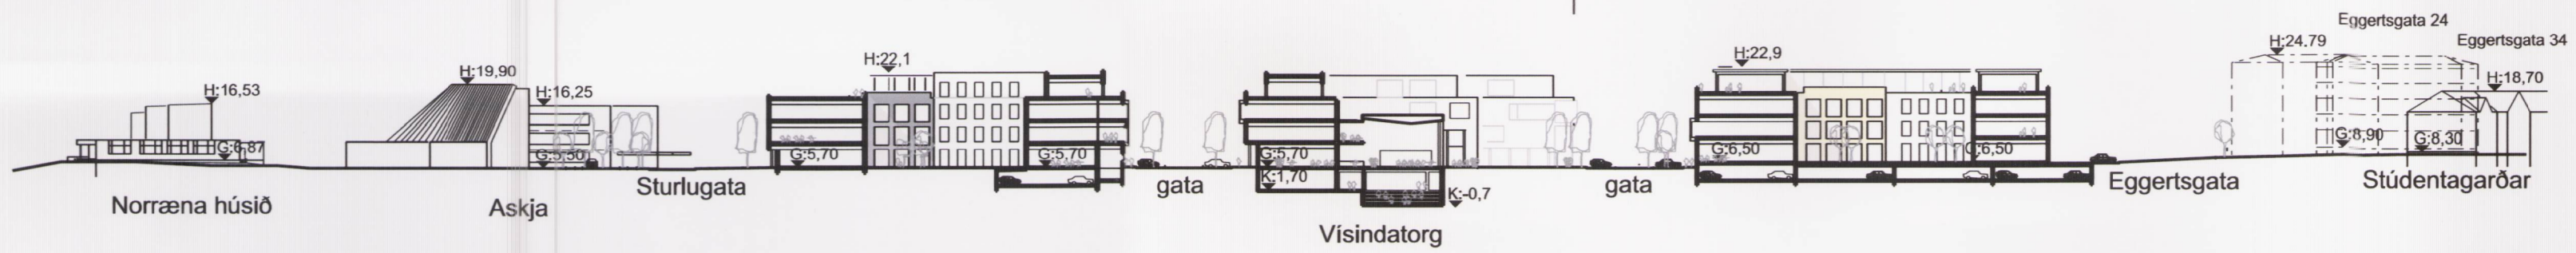 H:16,53
G:6,87
Norræna húsið
H:19,90
H:16,25
G:5,50
Askja
Sturlugata
H:22,1
G:5,70
G:5,70
gata
G:5,70
K:1,70
K:-0,7
Vísindatorg
gata
H:22,9
G:6,50
G:6,50
Eggertsgata
Eggertsgata 24
H:24.79
Eggertsgata 34
H:18,70
G:8,90
G:8,30
Stúdentagarðar